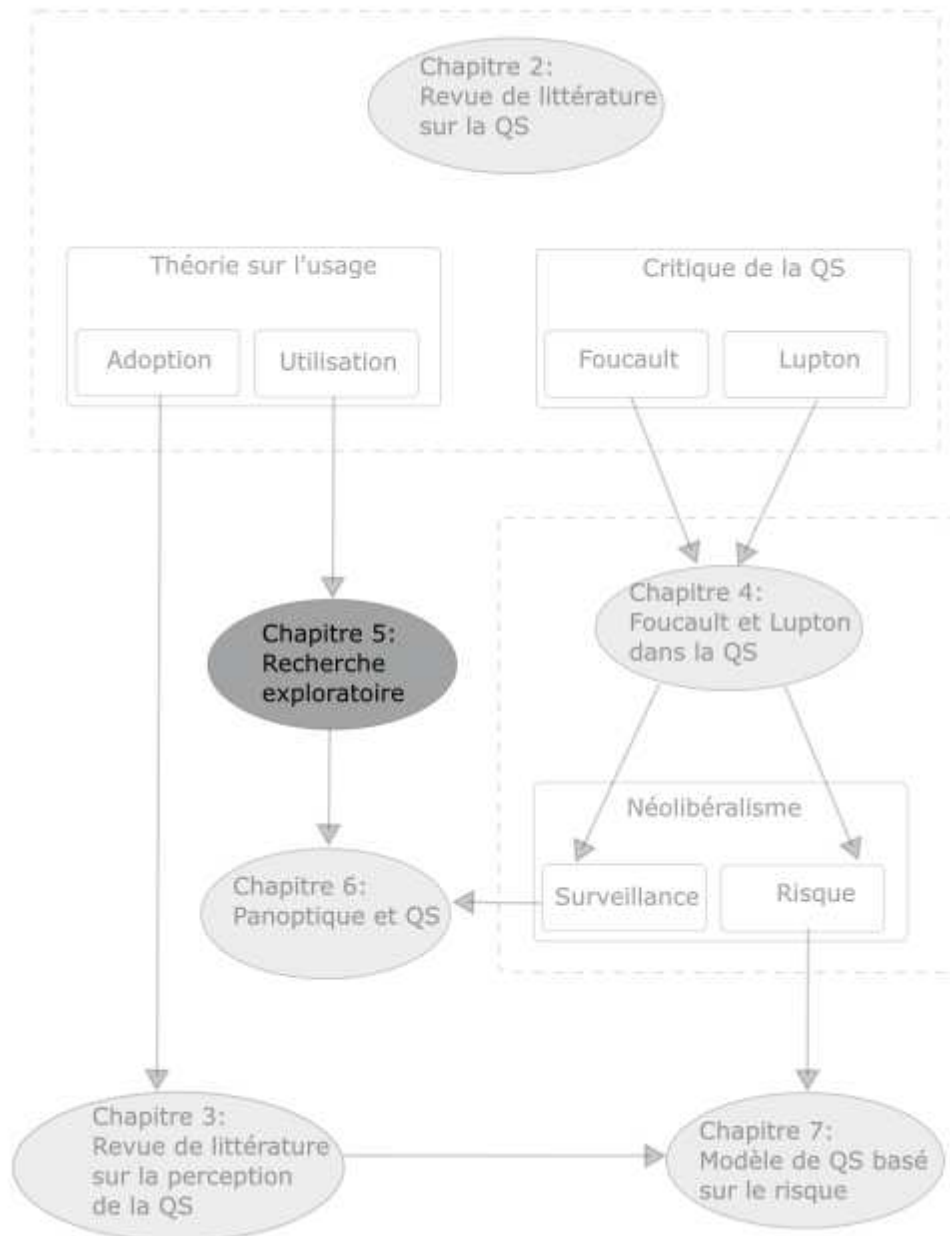 Chapitre 2:
Revue de littérature
sur la QS
Théorie sur l'usage
Critique de la QS
Adoption
Utilisation
Foucault
Lupton
Chapitre 4:
Foucault et Lupton
dans la QS
Chapitre 5:
Recherche
exploratoire
Néolibéralisme
Chapitre 6:
Panoptique et QS
Surveillance
Risque
Chapitre 3:
Revue de littérature
sur la perception
de la QS
Chapitre 7:
Modèle de QS basé
sur le risque